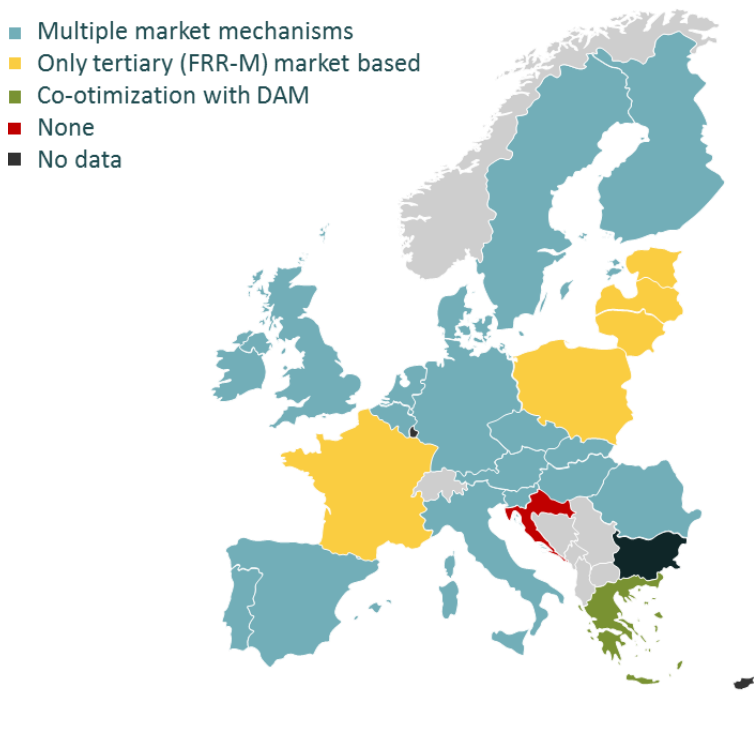 Multiple market mechanisms
Only tertiary (FRR-M) market based
Co-otimization with DAM
None
No data